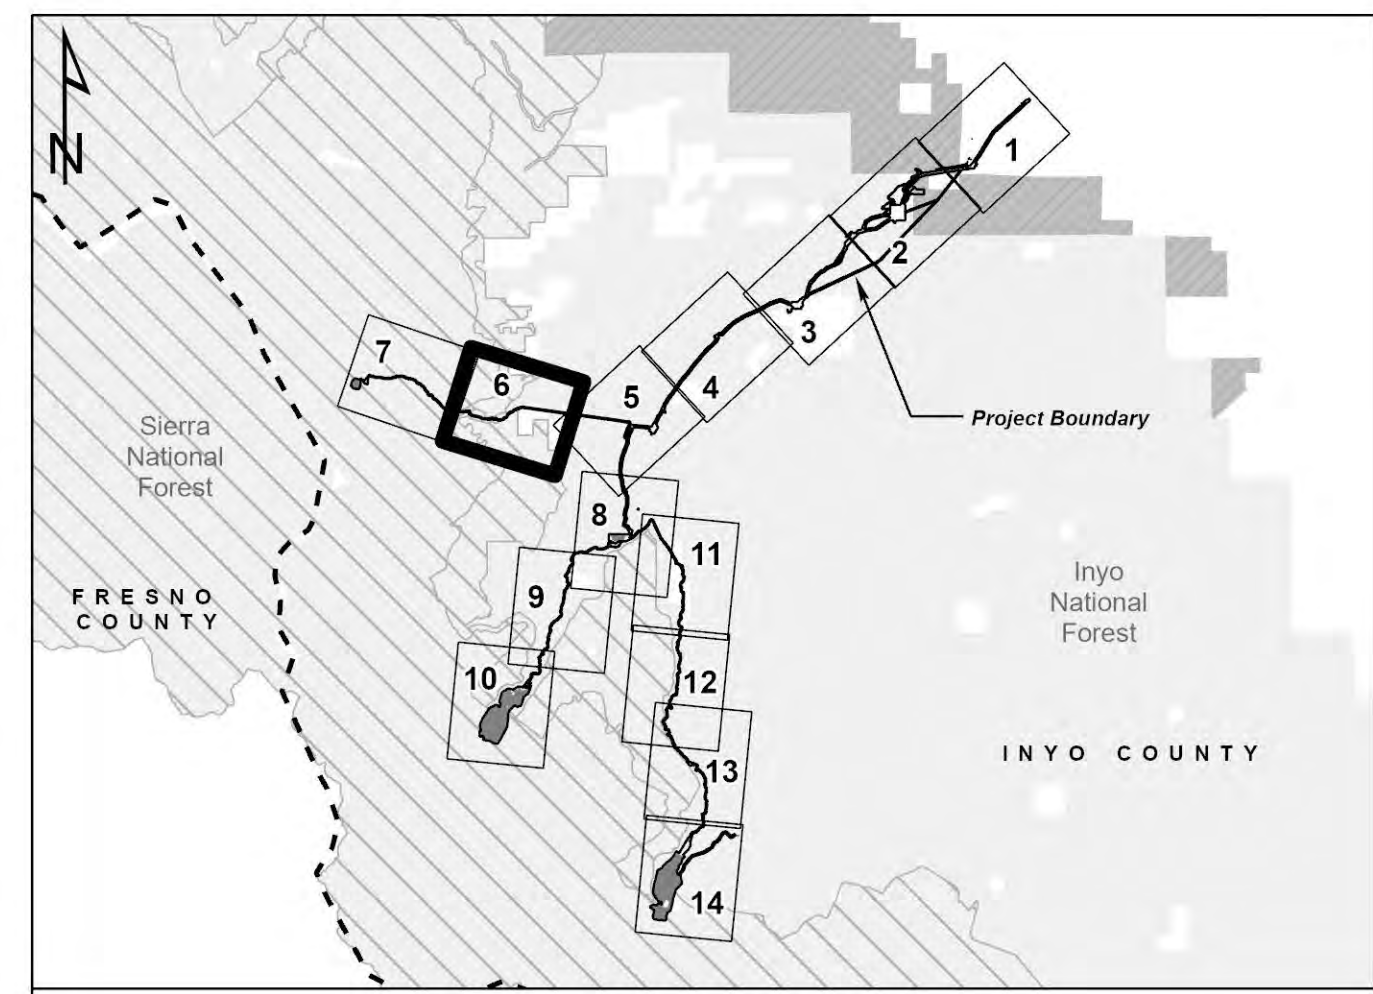 N
1
2
3
4
Project Boundary
5
6
7
Sierra
National
Forest
8
11
Inyo
National
Forest
FRESNO
COUNTY
9
10
12
INYO COUNTY
13
14